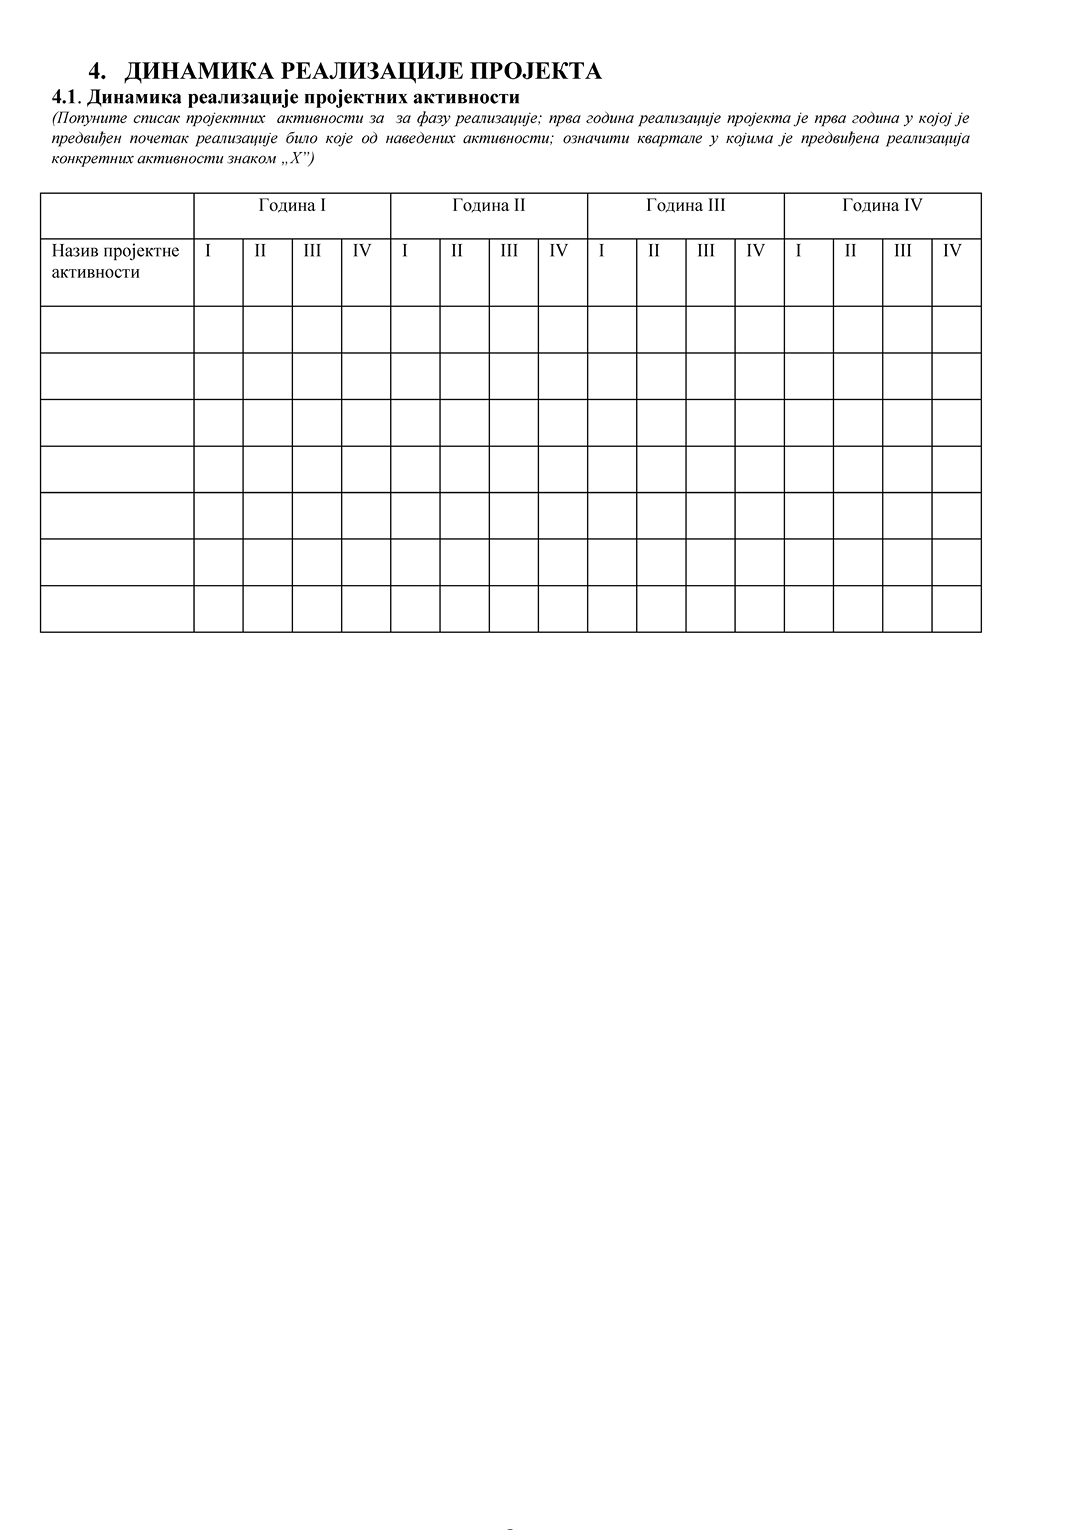 4. ДИНАМИКА РЕАЛИЗАЦИЈЕ ПРОЈЕКТА
4.1. Динамика реализације пројектних активности
(Попуните списак пројектних активности за за фазу реализације; прва година реализације пројекта је прва година у којој је
предвиђен почетак реализације било које од наведених активности; означити квартале у којима је предвиђена реализација
конкретних активности знаком „X”)
Година I Година II Година III Година IV
Назив пројектне I II III IV I II III IV I II III IV I II III IV
активности